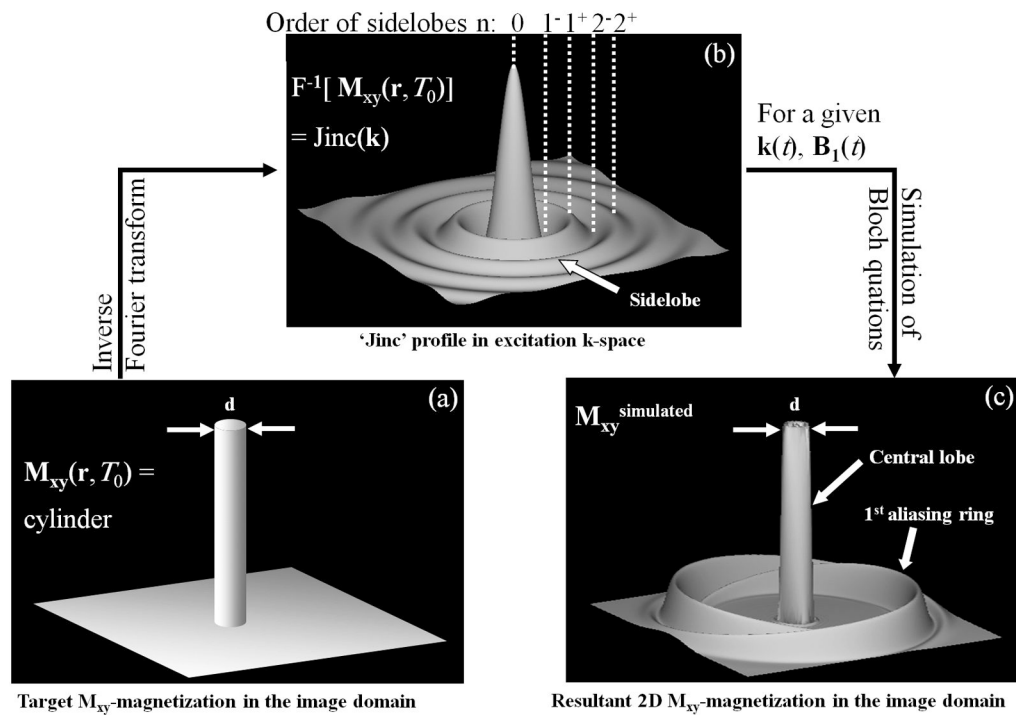 Order of sidelobes n: 0 1⁻ 1⁺ 2⁻ 2⁺
(b)
F⁻¹[ Mxy(r, T₀)]
= Jinc(k)
Sidelobe
'Jinc' profile in excitation k-space
For a given
k(t), B₁(t)
Simulation of
Bloch quations
Inverse
Fourier transform
(a)
d
Mxy(r, T₀) =
cylinder
Target Mxy-magnetization in the image domain
(c)
Mxy^simulated
d
Central lobe
1st aliasing ring
Resultant 2D Mxy-magnetization in the image domain